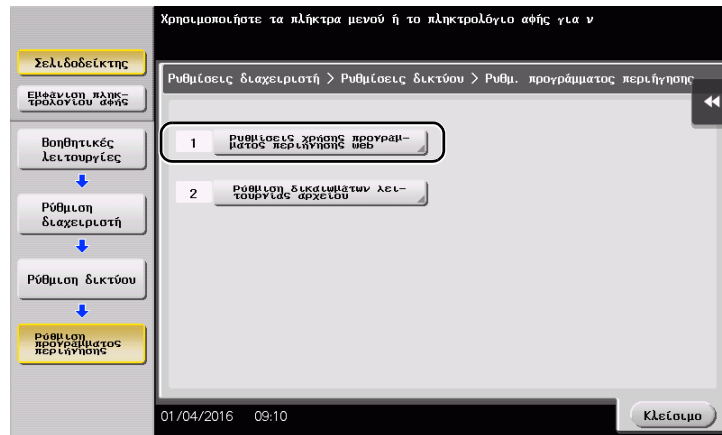 Χρησιμοποιήστε τα πλήκτρα μενού ή το πληκτρολόγιο αφής για ν
Σελιδοδείκτης
Εμφάνιση πληκ-
τρολογίου αφής
Βοηθητικές
λειτουργίες
Ρύθμιση
διαχειριστή
Ρύθμιση δικτύου
Ρύθμιση
προγράμματος
περιήγησης
Ρυθμίσεις διαχειριστή > Ρυθμίσεις δικτύου > Ρυθμ. προγράμματος περιήγησης
1 Ρυθμίσεις χρήσης προγράμ-
ματος περιήγησης web
2 Ρύθμιση δικαιωμάτων λει-
τουργίας αρχείου
01/04/2016 09:10
Κλείσιμο